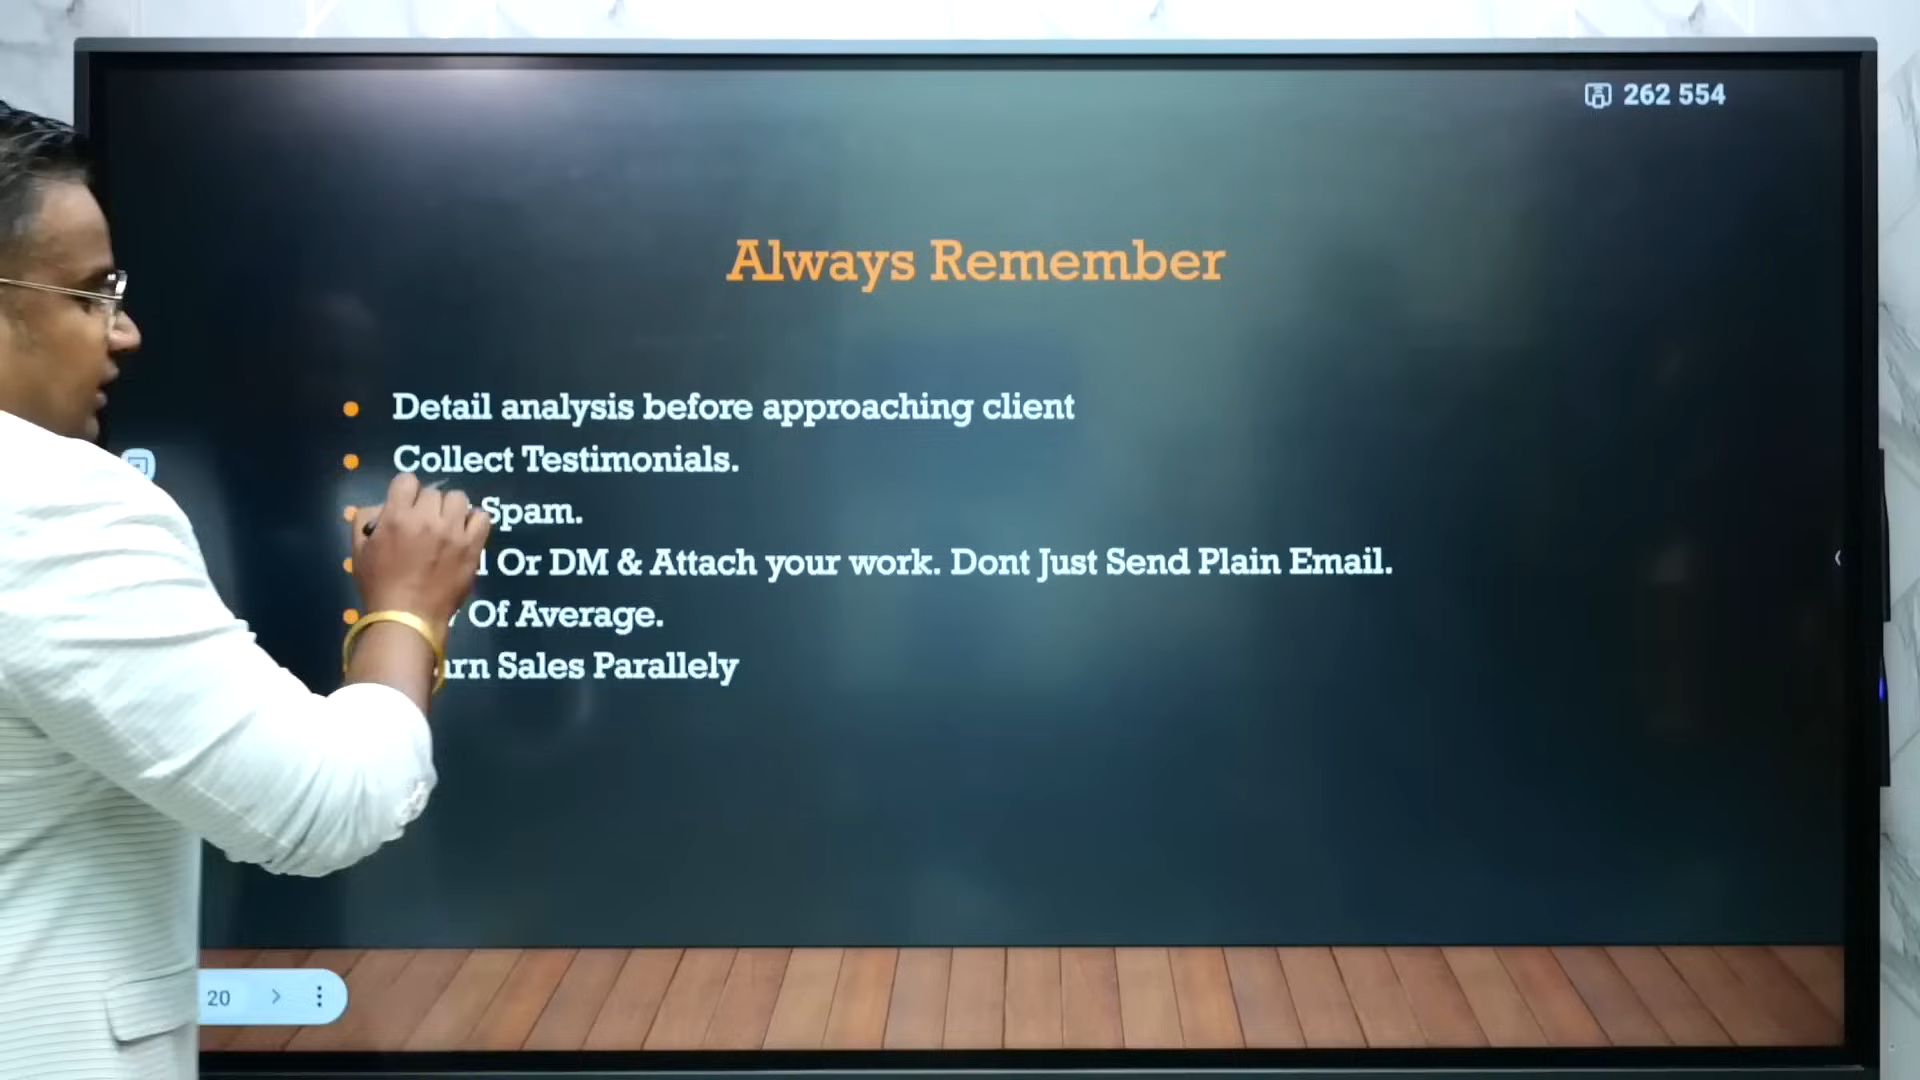 262 554
Always Remember
Detail analysis before approaching client
Collect Testimonials.
Spam.
Or DM & Attach your work. Dont Just Send Plain Email.
Of Average.
Sales Parallely
20